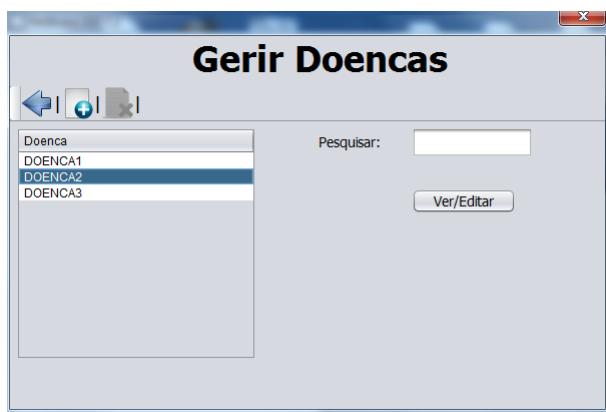 Gerir Doencas
Doenca
DOENCA1
DOENCA2
DOENCA3
Pesquisar:
Ver/Editar